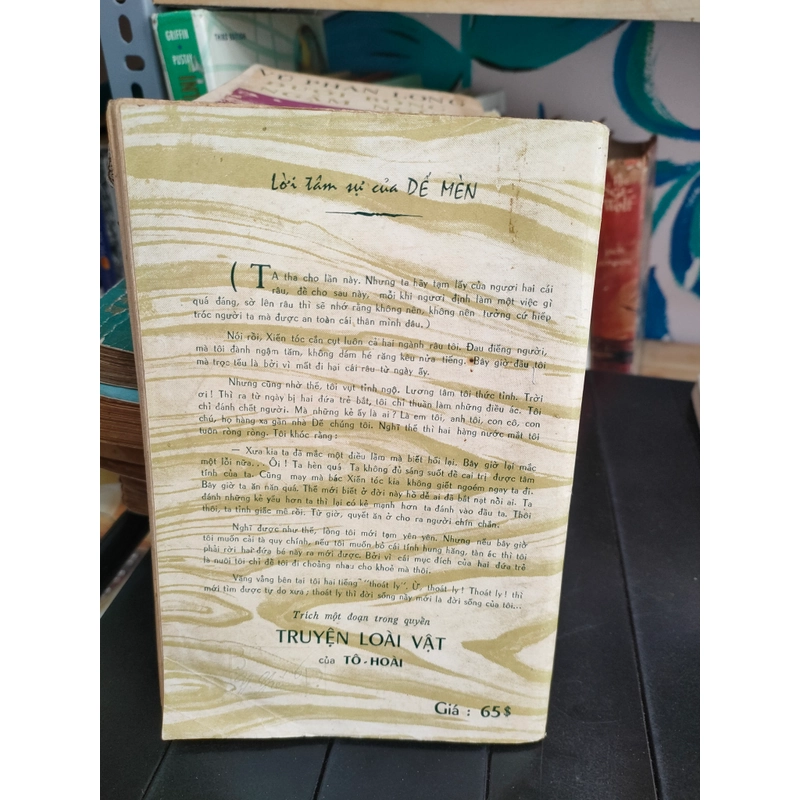 GRIFFIN
PUSTAY
THIRD EDITION
VŨ PHAN LONG
Lời tâm sự của DẾ MÈN
( TA tha cho lần này. Nhưng ta hãy tạm lấy của ngươi hai cái
râu, để cho sau này, mỗi khi ngươi định làm một việc gì
quá đáng, sờ lên râu thì sẽ nhớ rằng không nên, không nên tưởng cứ hiếp
tróc người ta mà được an toàn cái thân mình đâu.)
Nói rồi, Xiến tóc cắn cụt luôn cả hai ngành râu tôi. Đau điếng người,
mà tôi đành ngậm tăm, không dám hé răng kêu nửa tiếng. Bây giờ đầu tôi
mà trọc tếu là bởi vì mất đi hai cái râu từ ngày ấy.
Nhưng cũng nhờ thế, tôi vụt tỉnh ngộ. Lương tâm tôi thức tỉnh. Trời
ơi ! Thì ra từ ngày bị hai đứa trẻ bắt, tôi chỉ thuần làm những điều ác. Tôi
chỉ đánh chết người. Mà những kẻ ấy là ai ? Là em tôi, anh tôi, con cô, con
chú, họ hàng xa gần nhà Dế chúng tôi. Nghĩ thế thì hai hàng nước mắt tôi
tuôn ròng ròng. Tôi khóc rằng :
— Xưa kia ta đã mắc một điều lầm mà biết hối lại. Bây giờ lại mắc
một lỗi nữa... Ôi ! Ta hèn quá. Ta không đủ sáng suốt để cai trị được tâm
tính của ta. Cũng may mà bác Xiến tóc kia không giết ngoẻn ngay ta đi.
Bây giờ ta ăn năn quá. Thế mới biết ở đời này hồ dễ ai đã bắt nạt nổi ai. Ta
đánh những kẻ yếu hơn ta thì lại có kẻ mạnh hơn ta đánh vào đầu ta. Thôi
thôi, ta tỉnh giấc mê rồi. Từ giờ, quyết ăn ở cho ra người chín chắn.
Nghĩ được như thế, lòng tôi mới tạm yên yên. Nhưng nếu bây giờ
tôi muốn cải tà quy chính, nếu tôi muốn bỏ cái tính hung hăng, tàn ác thì tôi
phải rời hai đứa bé này ra mới được. Bởi vì cái mục đích của hai đứa trẻ
là nuôi tôi chỉ để tôi đi choảng nhau cho khoẻ mà thôi.
Văng vẳng bên tai tôi hai tiếng "thoát ly". Ừ, thoát ly ! Thoát ly ! thì
mới tìm được tự do xưa ; thoát ly thì đời sống này mới là đời sống của tôi...
Trích một đoạn trong quyển
TRUYỆN LOÀI VẬT
của TÔ - HOÀI
Giá : 65$